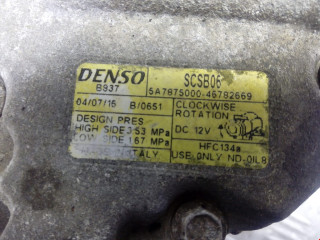 DENSO SCSB06
B937 5A7875000-46782669
04/07/16 B/0651 CLOCKWISE
ROTATION
DESIGN PRES
HIGH SIDE 3.53 MPa DC 12V
LOW SIDE 1.67 MPa
HFC134a
ITALY USE ONLY ND-OIL8